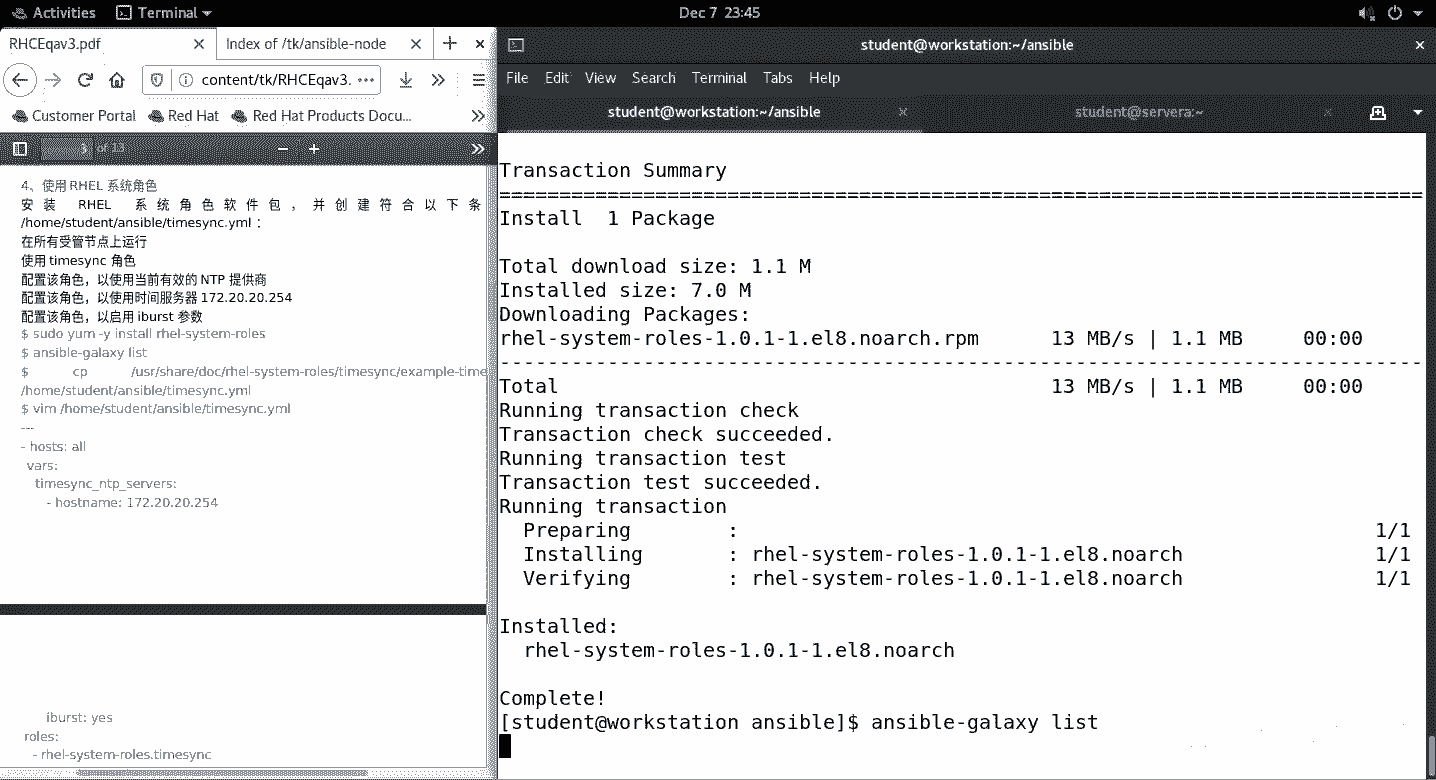 Activities
Terminal
Dec 7 23:45
RHCEqav3.pdf
Index of /tk/ansible-node
content/tk/RHCEqav3.
Customer Portal
Red Hat
Red Hat Products Docu...
of 13
4、使用 RHEL 系统角色
安 装 RHEL 系 统 角 色 软 件 包 ， 并 创 建 符 合 以 下 条
/home/student/ansible/timesync.yml：
在所有受管节点上运行
使用 timesync 角色
配置该角色，以使用当前有效的 NTP 提供商
配置该角色，以使用时间服务器 172.20.20.254
配置该角色，以启用 iburst 参数
$ sudo yum -y install rhel-system-roles
$ ansible-galaxy list
$ cp /usr/share/doc/rhel-system-roles/timesync/example-time
/home/student/ansible/timesync.yml
$ vim /home/student/ansible/timesync.yml
---
- hosts: all
vars:
timesync_ntp_servers:
- hostname: 172.20.20.254
iburst: yes
roles:
- rhel-system-roles.timesync
student@workstation:~/ansible
File Edit View Search Terminal Tabs Help
student@workstation:~/ansible
student@servera:~
Transaction Summary
================================================================================
Install  1 Package
Total download size: 1.1 M
Installed size: 7.0 M
Downloading Packages:
rhel-system-roles-1.0.1-1.el8.noarch.rpm      13 MB/s | 1.1 MB     00:00
--------------------------------------------------------------------------------
Total                                         13 MB/s | 1.1 MB     00:00
Running transaction check
Transaction check succeeded.
Running transaction test
Transaction test succeeded.
Running transaction
  Preparing        :                                                     1/1
  Installing       : rhel-system-roles-1.0.1-1.el8.noarch                1/1
  Verifying        : rhel-system-roles-1.0.1-1.el8.noarch                1/1
Installed:
  rhel-system-roles-1.0.1-1.el8.noarch
Complete!
[student@workstation ansible]$ ansible-galaxy list